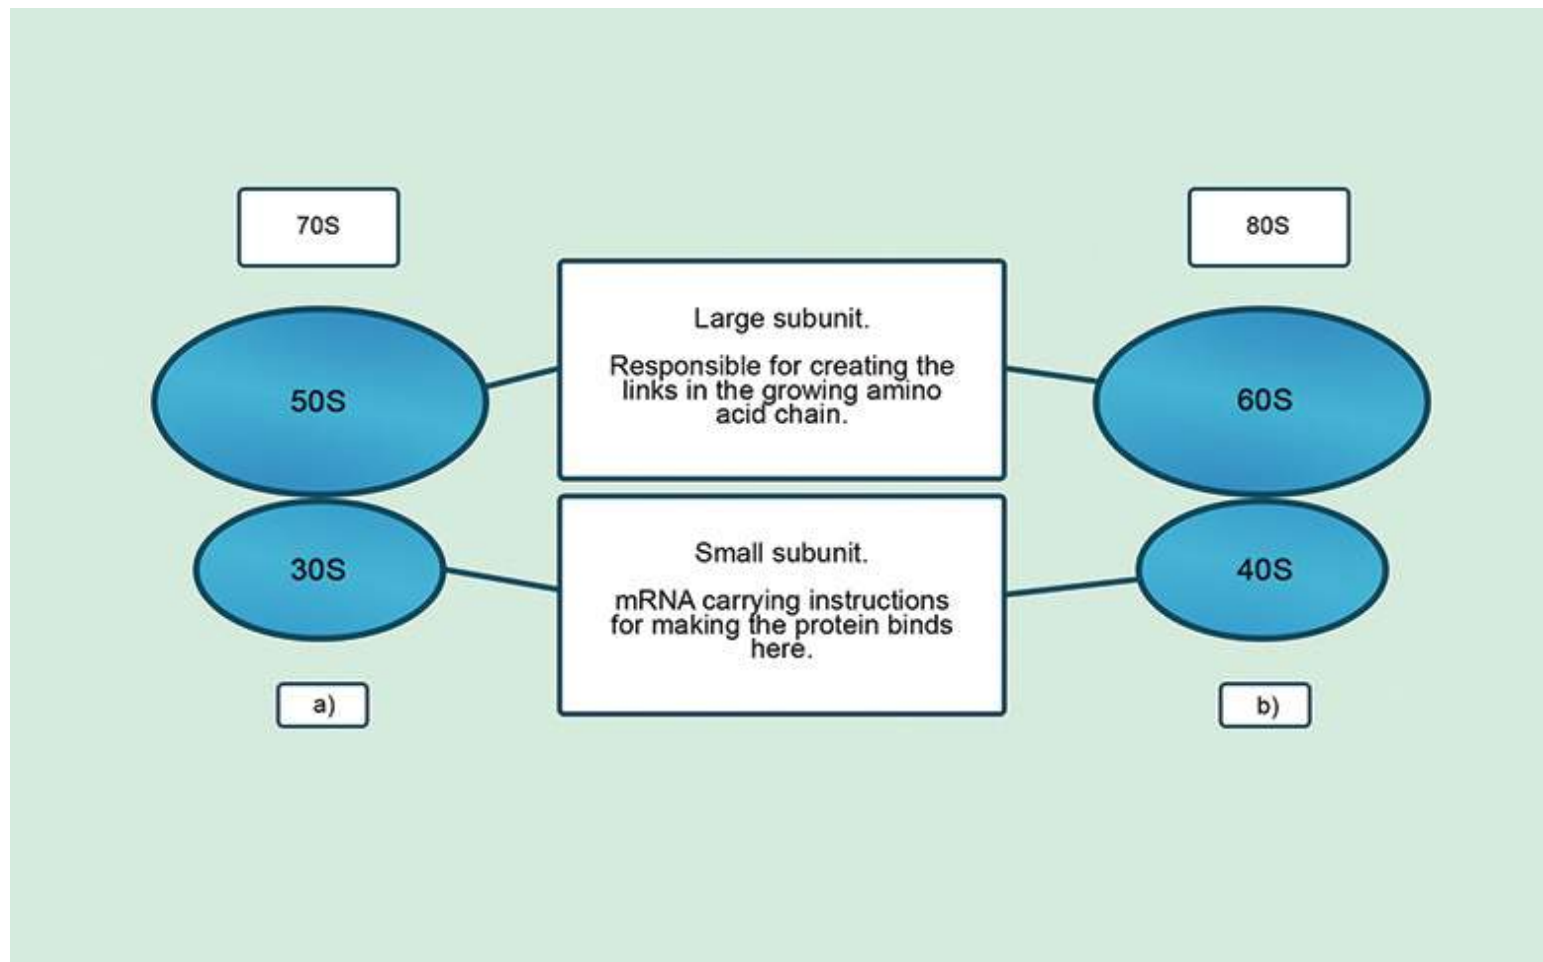 70S
80S
Large subunit.
Responsible for creating the
links in the growing amino
acid chain.
50S
60S
Small subunit.
mRNA carrying instructions
for making the protein binds
here.
30S
40S
a)
b)